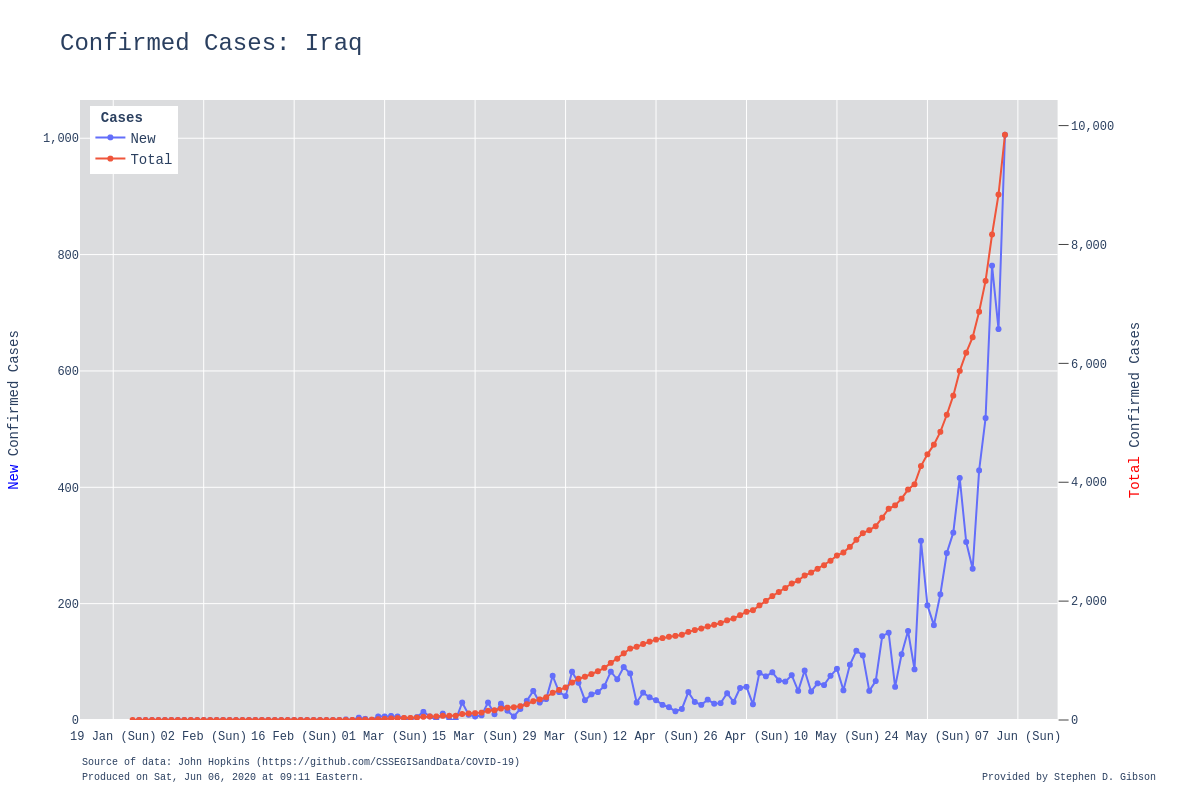 Confirmed Cases: Iraq
Cases
New
Total
1,000
800
600
400
200
0
10,000
8,000
6,000
4,000
2,000
0
New Confirmed Cases
Total Confirmed Cases
19 Jan (Sun) 02 Feb (Sun) 16 Feb (Sun) 01 Mar (Sun) 15 Mar (Sun) 29 Mar (Sun) 12 Apr (Sun) 26 Apr (Sun) 10 May (Sun) 24 May (Sun) 07 Jun (Sun)
Source of data: John Hopkins (https://github.com/CSSEGISandData/COVID-19)
Produced on Sat, Jun 06, 2020 at 09:11 Eastern.
Provided by Stephen D. Gibson